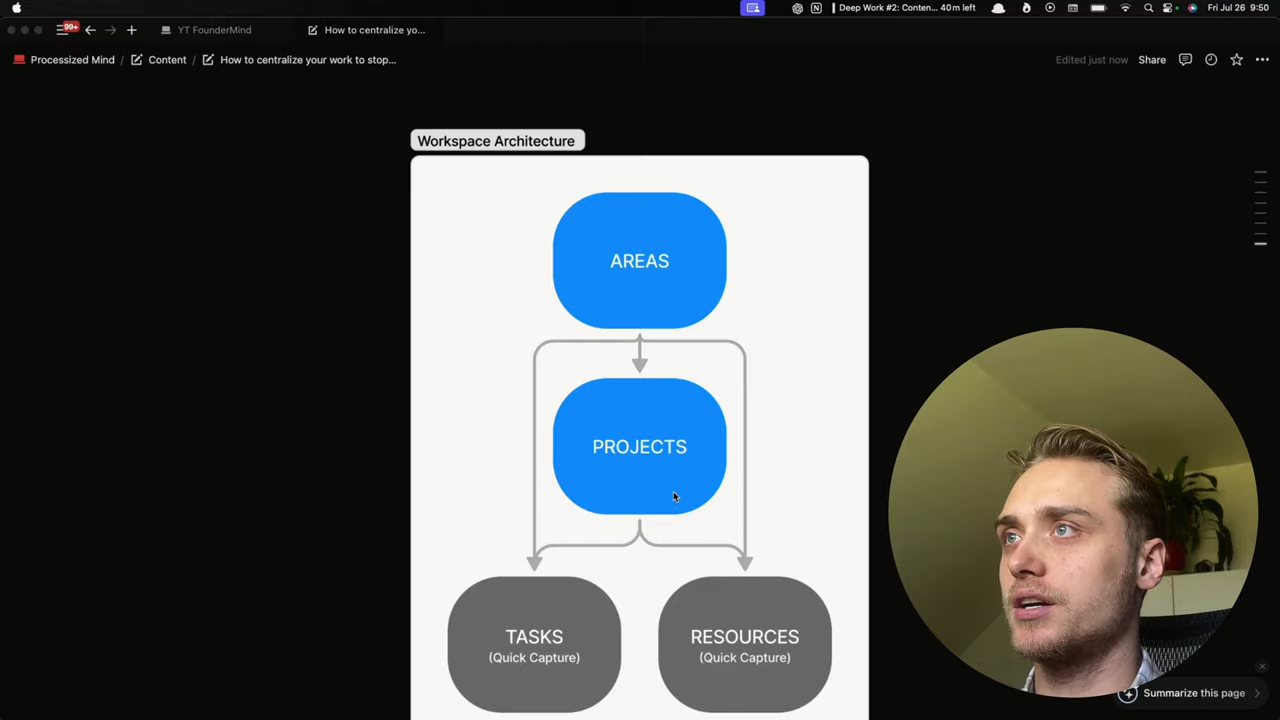 Deep Work #2: Conten... 40m left
Fri Jul 26 9:50
99+
YT FounderMind
How to centralize yo...
Processized Mind / Content / How to centralize your work to stop...
Edited just now
Share
Workspace Architecture
AREAS
PROJECTS
TASKS
(Quick Capture)
RESOURCES
(Quick Capture)
Summarize this page